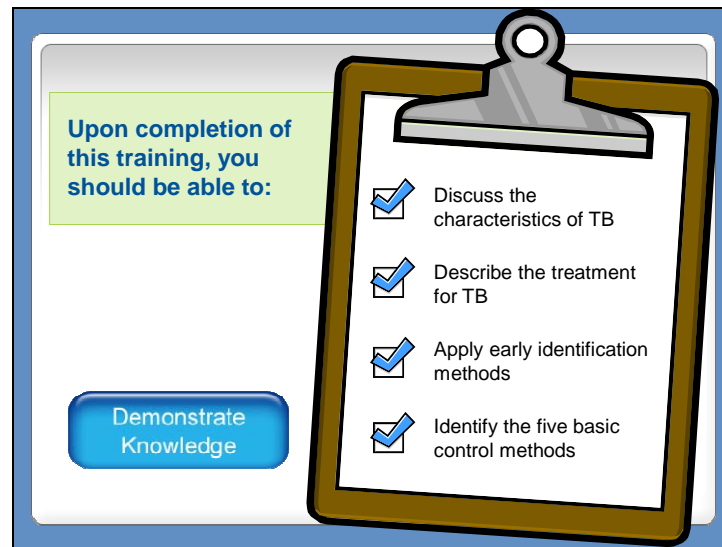 Upon completion of
this training, you
should be able to:
Discuss the
characteristics of TB
Describe the treatment
for TB
Apply early identification
methods
Identify the five basic
control methods
Demonstrate
Knowledge